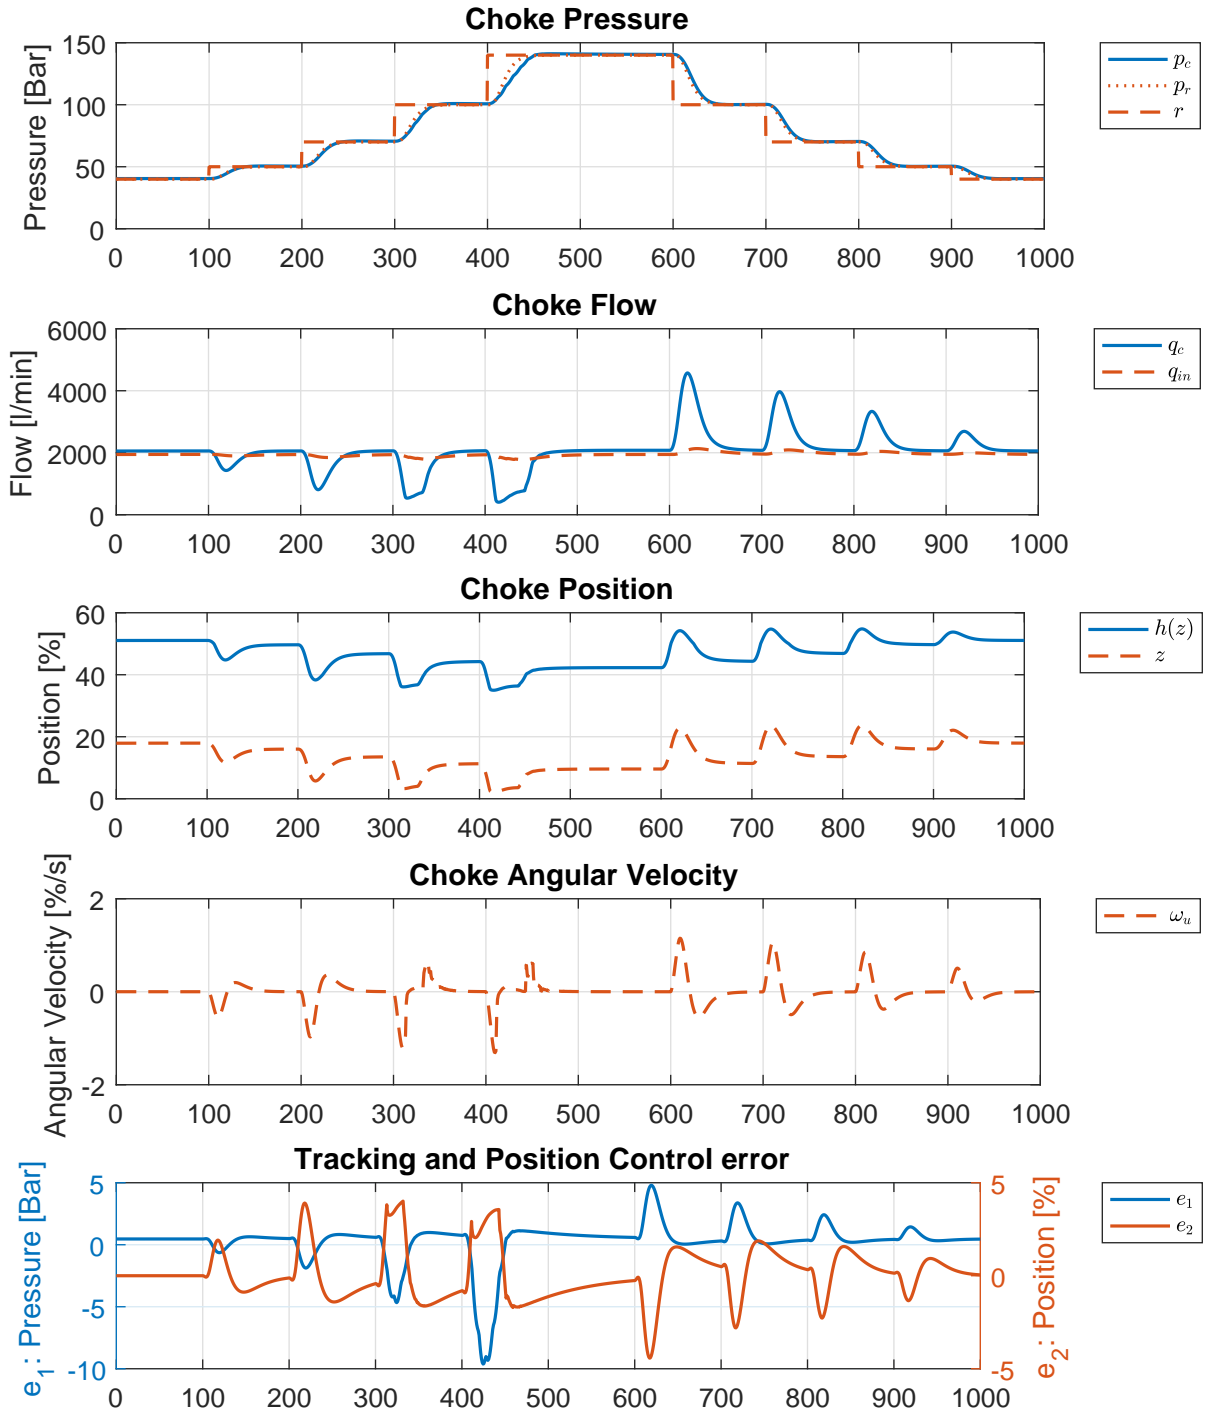 Choke Pressure
Pressure [Bar]
150
100
50
0
0 100 200 300 400 500 600 700 800 900 1000
p_c
p_r
r
Choke Flow
Flow [l/min]
6000
4000
2000
0
0 100 200 300 400 500 600 700 800 900 1000
q_c
q_in
Choke Position
Position [%]
60
40
20
0
0 100 200 300 400 500 600 700 800 900 1000
h(z)
z
Choke Angular Velocity
Angular Velocity [%/s]
2
0
-2
0 100 200 300 400 500 600 700 800 900 1000
ω_u
Tracking and Position Control error
e_1: Pressure [Bar]
5
0
-5
-10
0 100 200 300 400 500 600 700 800 900 1000
5
0
-5
e_2: Position [%]
e_1
e_2